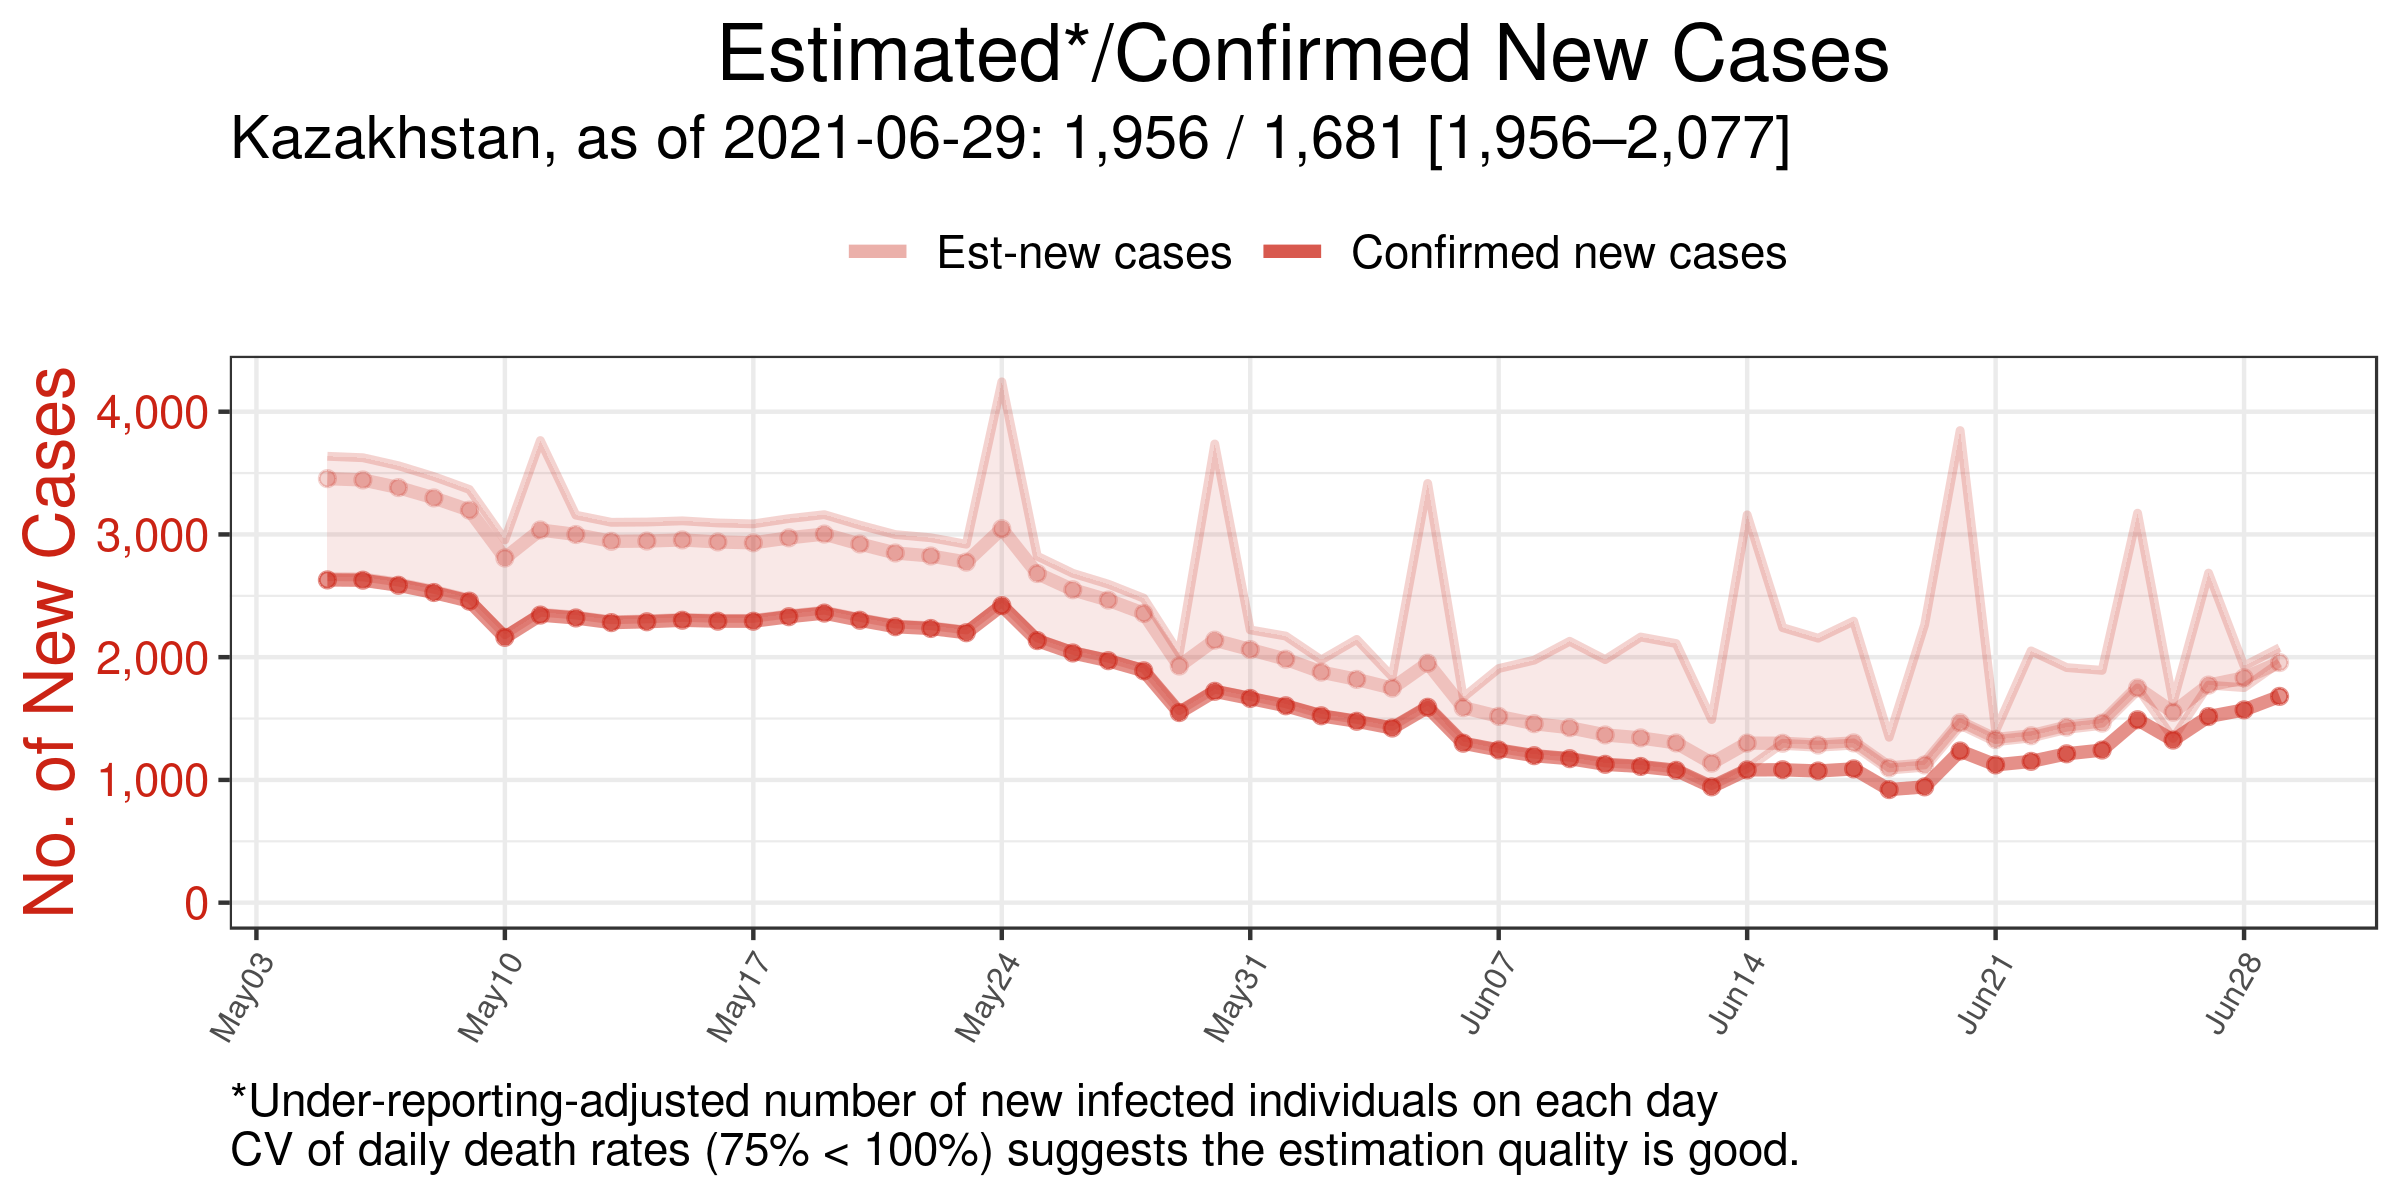 Estimated*/Confirmed New Cases
Kazakhstan, as of 2021-06-29: 1,956 / 1,681 [1,956–2,077]
Est-new cases
Confirmed new cases
No. of New Cases
4,000
3,000
2,000
1,000
0
May03
May10
May17
May24
May31
Jun07
Jun14
Jun21
Jun28
*Under-reporting-adjusted number of new infected individuals on each day
CV of daily death rates (75% < 100%) suggests the estimation quality is good.